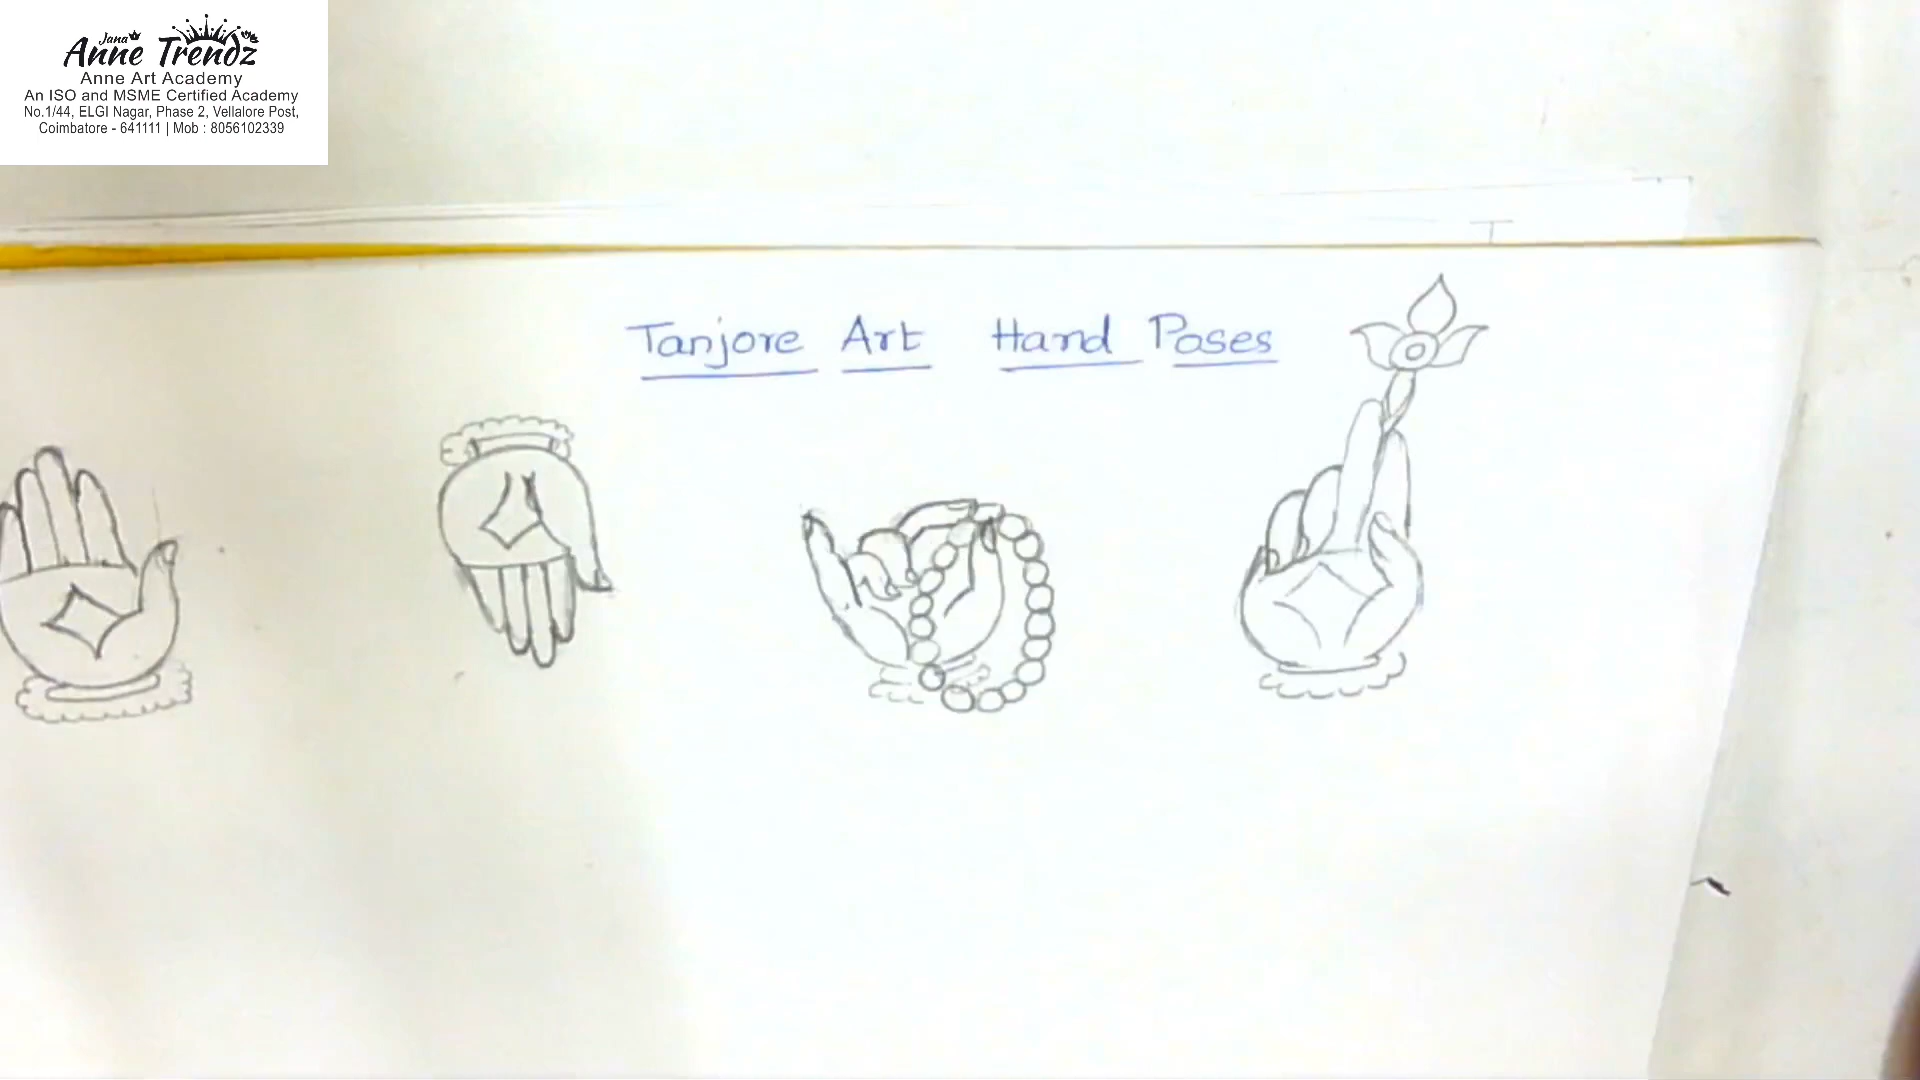 Jana
Anne Trendz
Anne Art Academy
An ISO and MSME Certified Academy
No.1/44, ELGI Nagar, Phase 2, Vellalore Post,
Coimbatore - 641111 | Mob : 8056102339
Tanjore Art Hand Poses